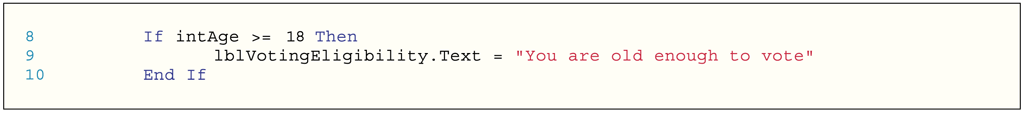 8 If intAge >= 18 Then
9 lblVotingEligibility.Text = "You are old enough to vote"
10 End If